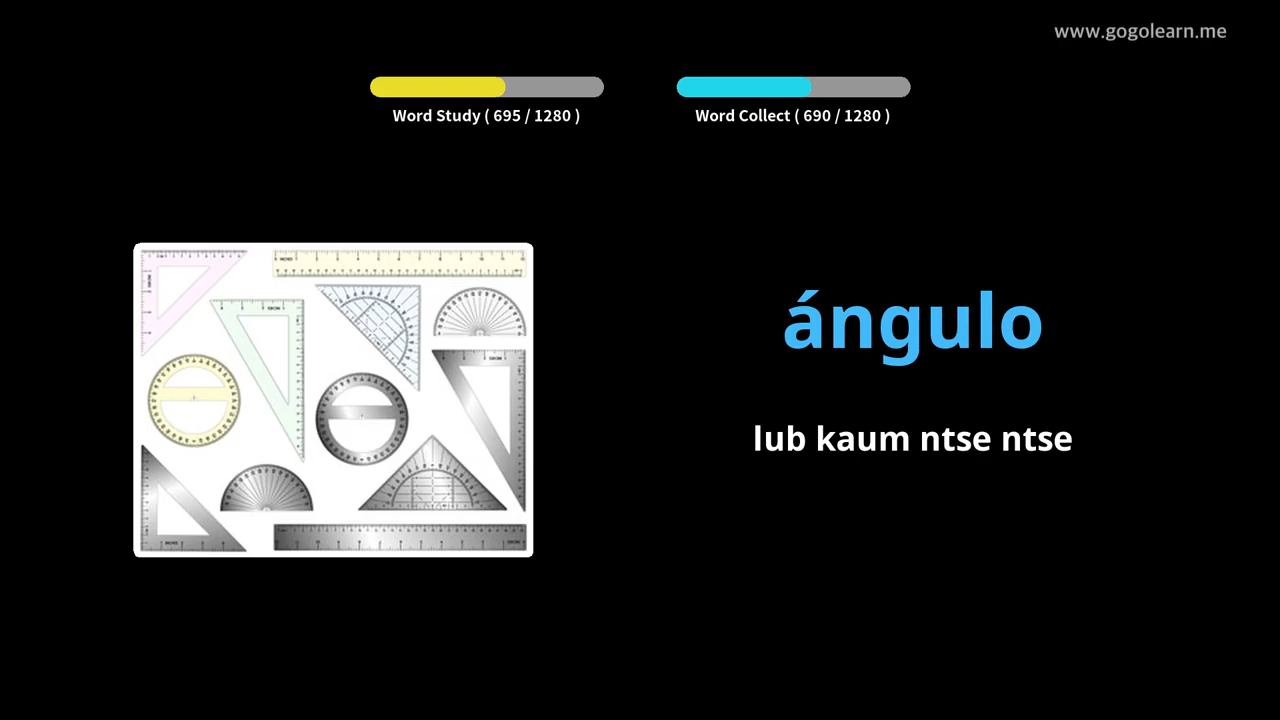 www.gogolearn.me
Word Study ( 695 / 1280 )
Word Collect ( 690 / 1280 )
ángulo
lub kaum ntse ntse